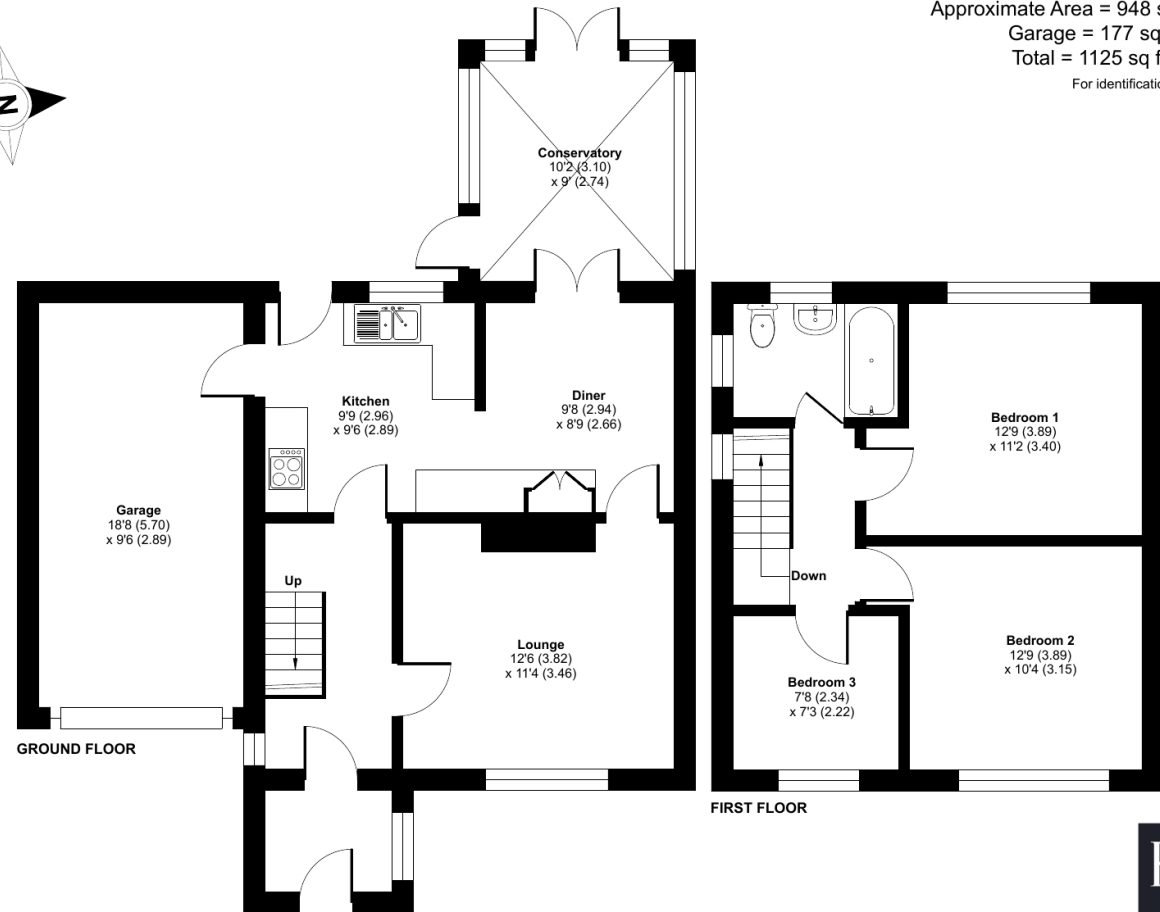 Approximate Area = 948 s
Garage = 177 sq
Total = 1125 sq f
For identificatio
N
Conservatory
10'2 (3.10)
x 9' (2.74)
Kitchen
9'9 (2.96)
x 9'6 (2.89)
Diner
9'8 (2.94)
x 8'9 (2.66)
Bedroom 1
12'9 (3.89)
x 11'2 (3.40)
Garage
18'8 (5.70)
x 9'6 (2.89)
Up
Down
Lounge
12'6 (3.82)
x 11'4 (3.46)
Bedroom 2
12'9 (3.89)
x 10'4 (3.15)
Bedroom 3
7'8 (2.34)
x 7'3 (2.22)
GROUND FLOOR
FIRST FLOOR